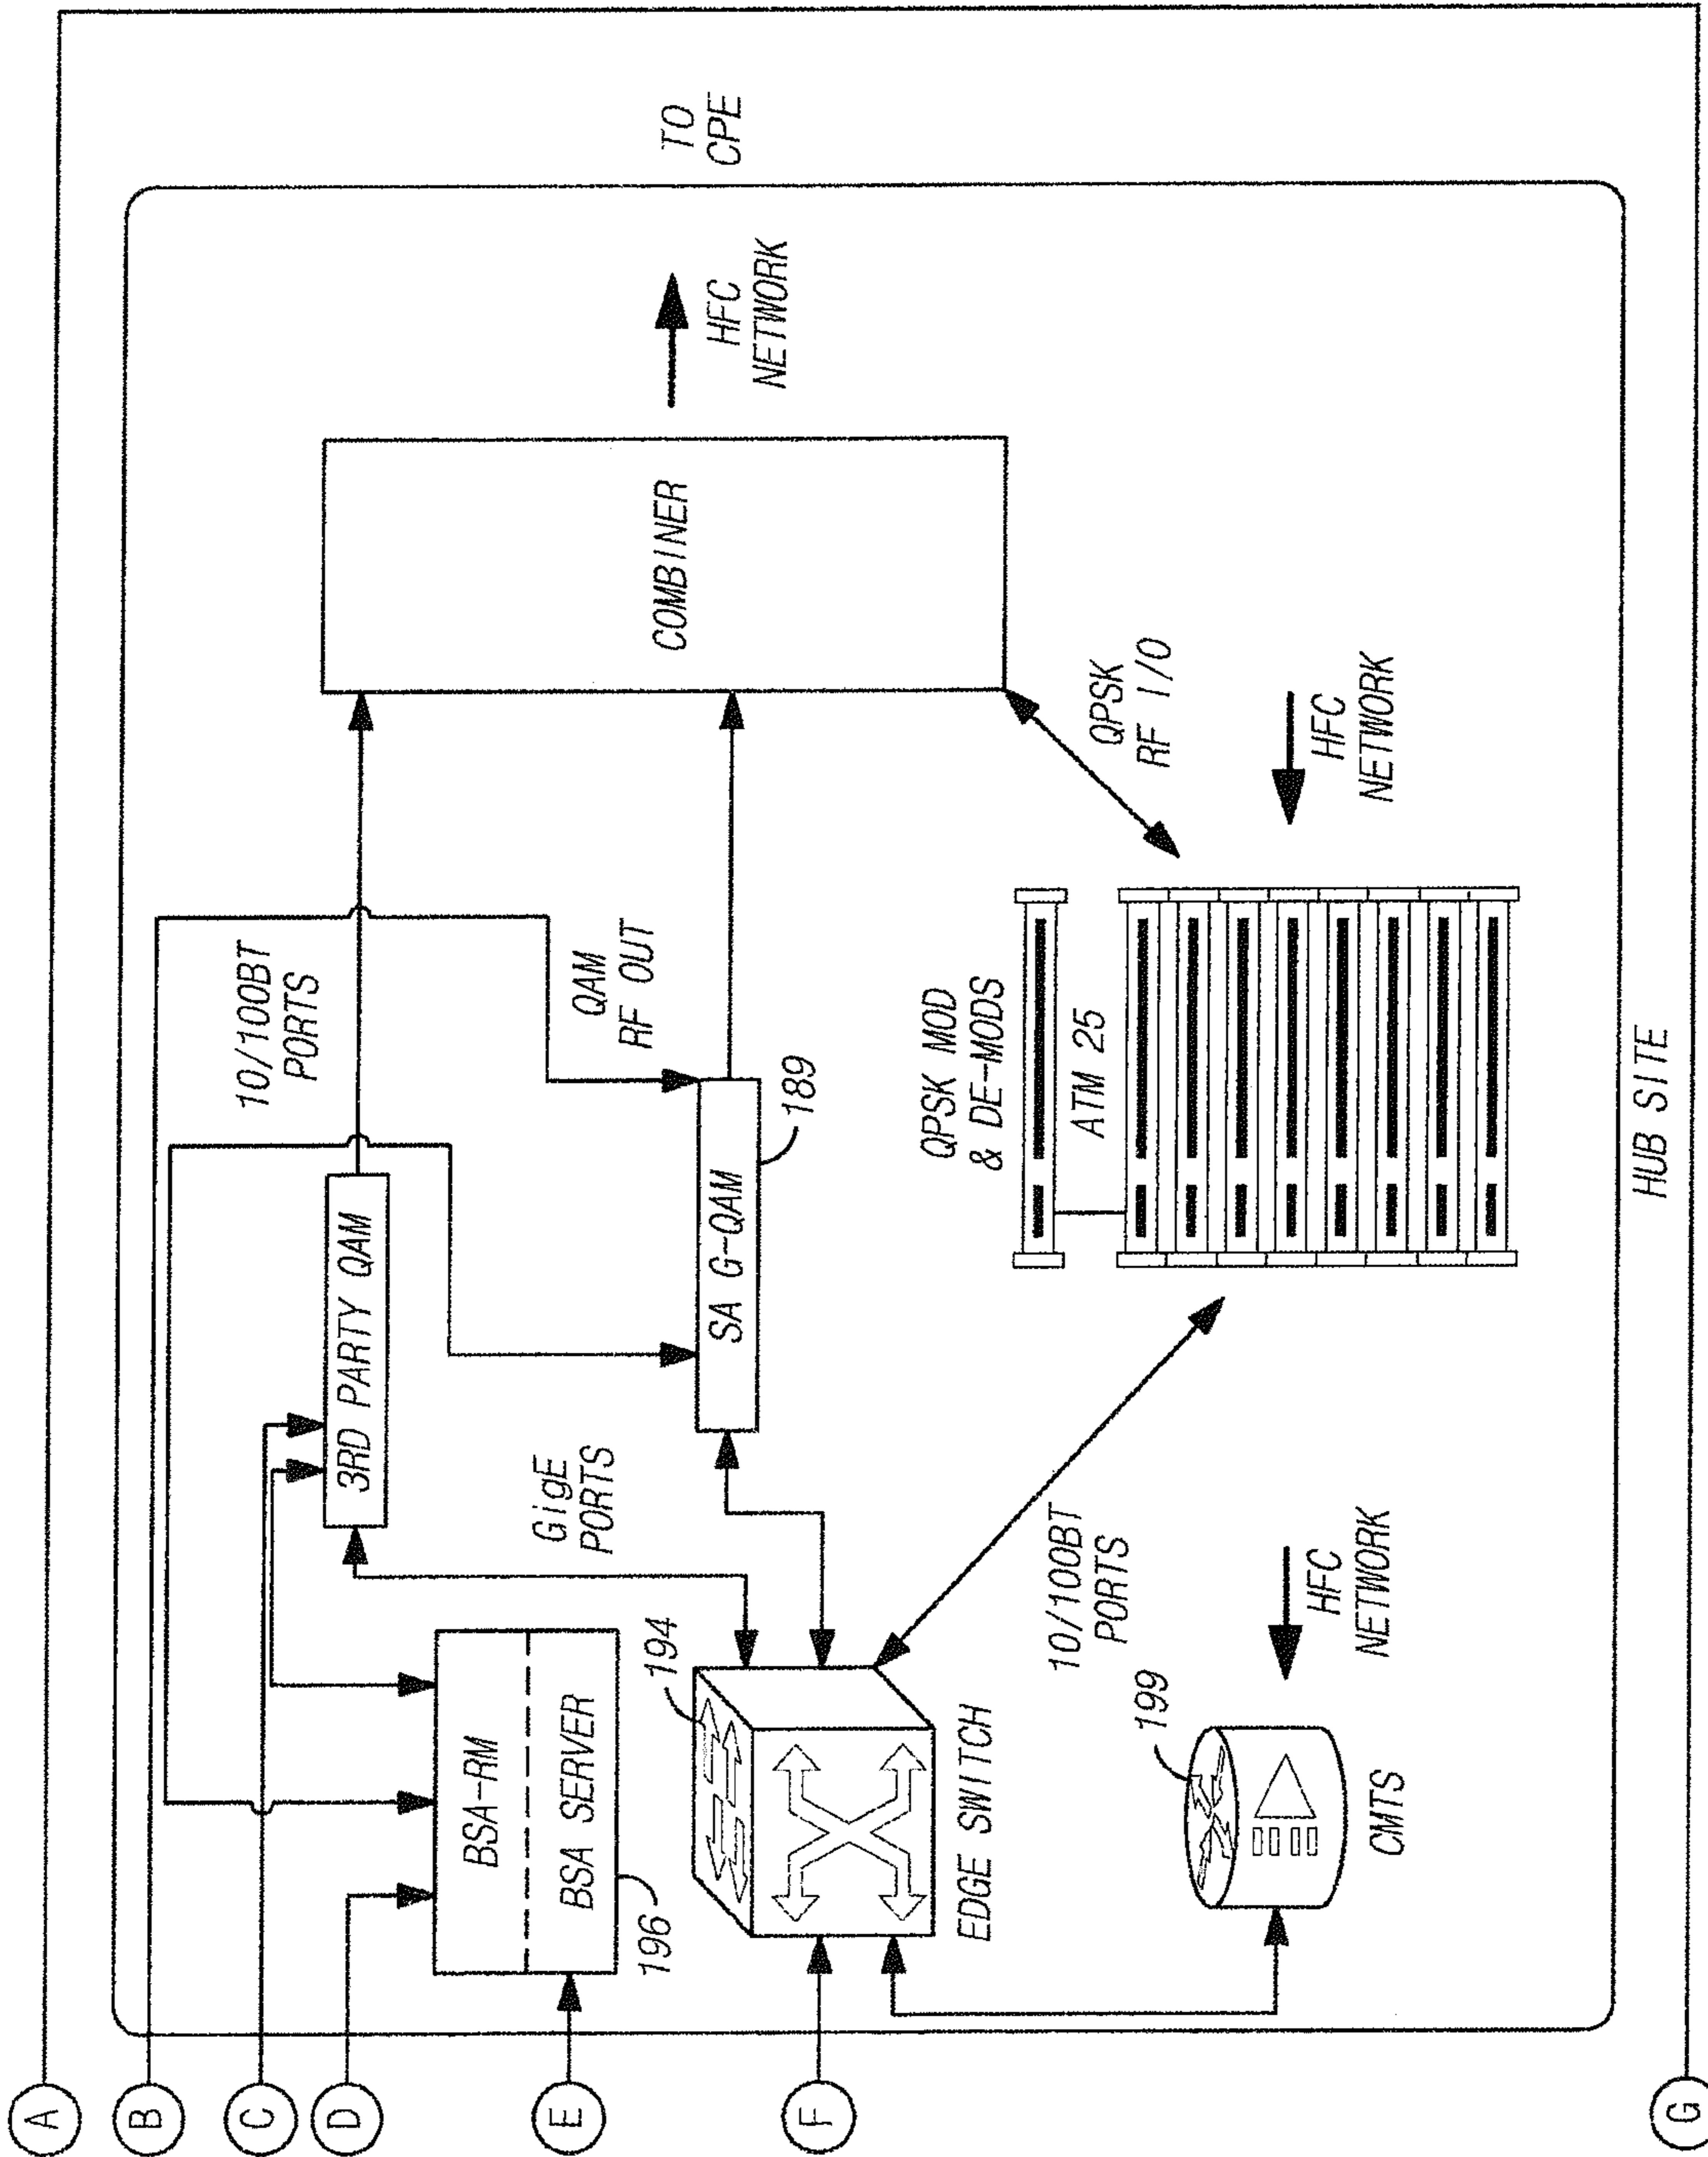 A
B
C
D
E
F
G
TO
CPE
10/100BT
PORTS
3RD PARTY QAM
HFC
NETWORK
COMBINER
BSA-RM
BSA SERVER
196
GigE
PORTS
QAM
RF OUT
SA G-QAM
189
194
EDGE SWITCH
QPSK
RF I/O
QPSK MOD
& DE-MODS
ATM 25
10/100BT
PORTS
199
CMTS
HFC
NETWORK
HFC
NETWORK
HUB SITE